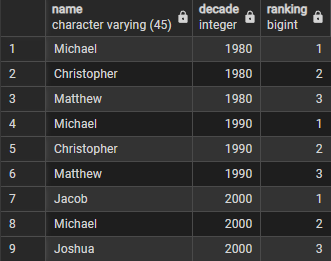 name decade ranking
character varying (45) integer bigint
1 Michael 1980 1
2 Christopher 1980 2
3 Matthew 1980 3
4 Michael 1990 1
5 Christopher 1990 2
6 Matthew 1990 3
7 Jacob 2000 1
8 Michael 2000 2
9 Joshua 2000 3